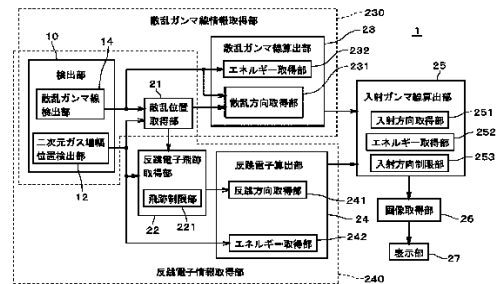 散乱ガンマ線情報取得部
230
1
10
検出部
14
散乱ガンマ線検出部
二次元ガス増幅
位置検出部
12
21
散乱位置
取得部
散乱ガンマ線算出部
23
エネルギー取得部
232
散乱方向取得部
231
反跳電子飛跡
取得部
飛跡制限部
22
221
反跳電子算出部
反跳方向取得部
241
24
エネルギー取得部
242
反跳電子情報取得部
240
25
入射ガンマ線算出部
入射方向取得部
251
エネルギー取得部
252
入射方向制限部
253
画像取得部
26
表示部
27